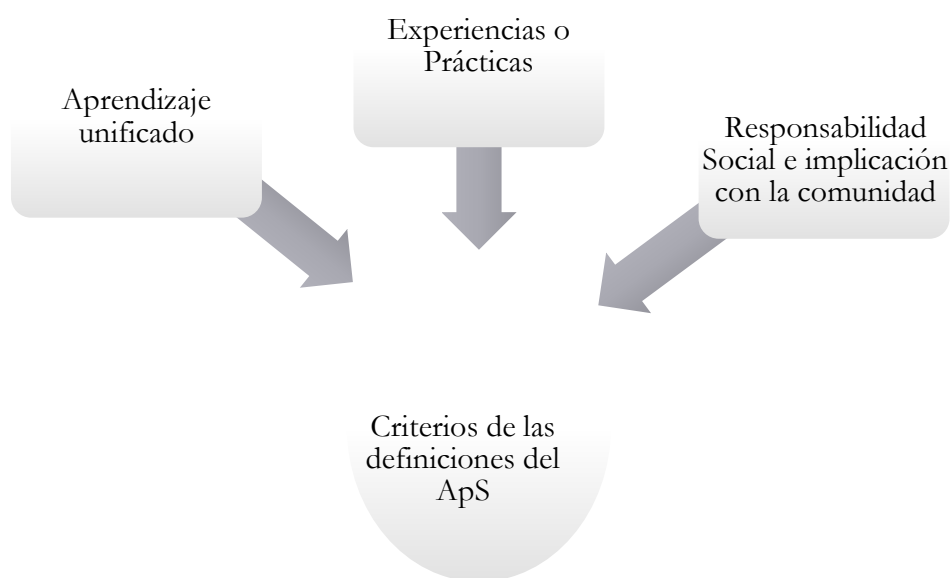 Experiencias o
Prácticas
Aprendizaje
unificado
Responsabilidad
Social e implicación
con la comunidad
Criterios de las
definiciones del
ApS